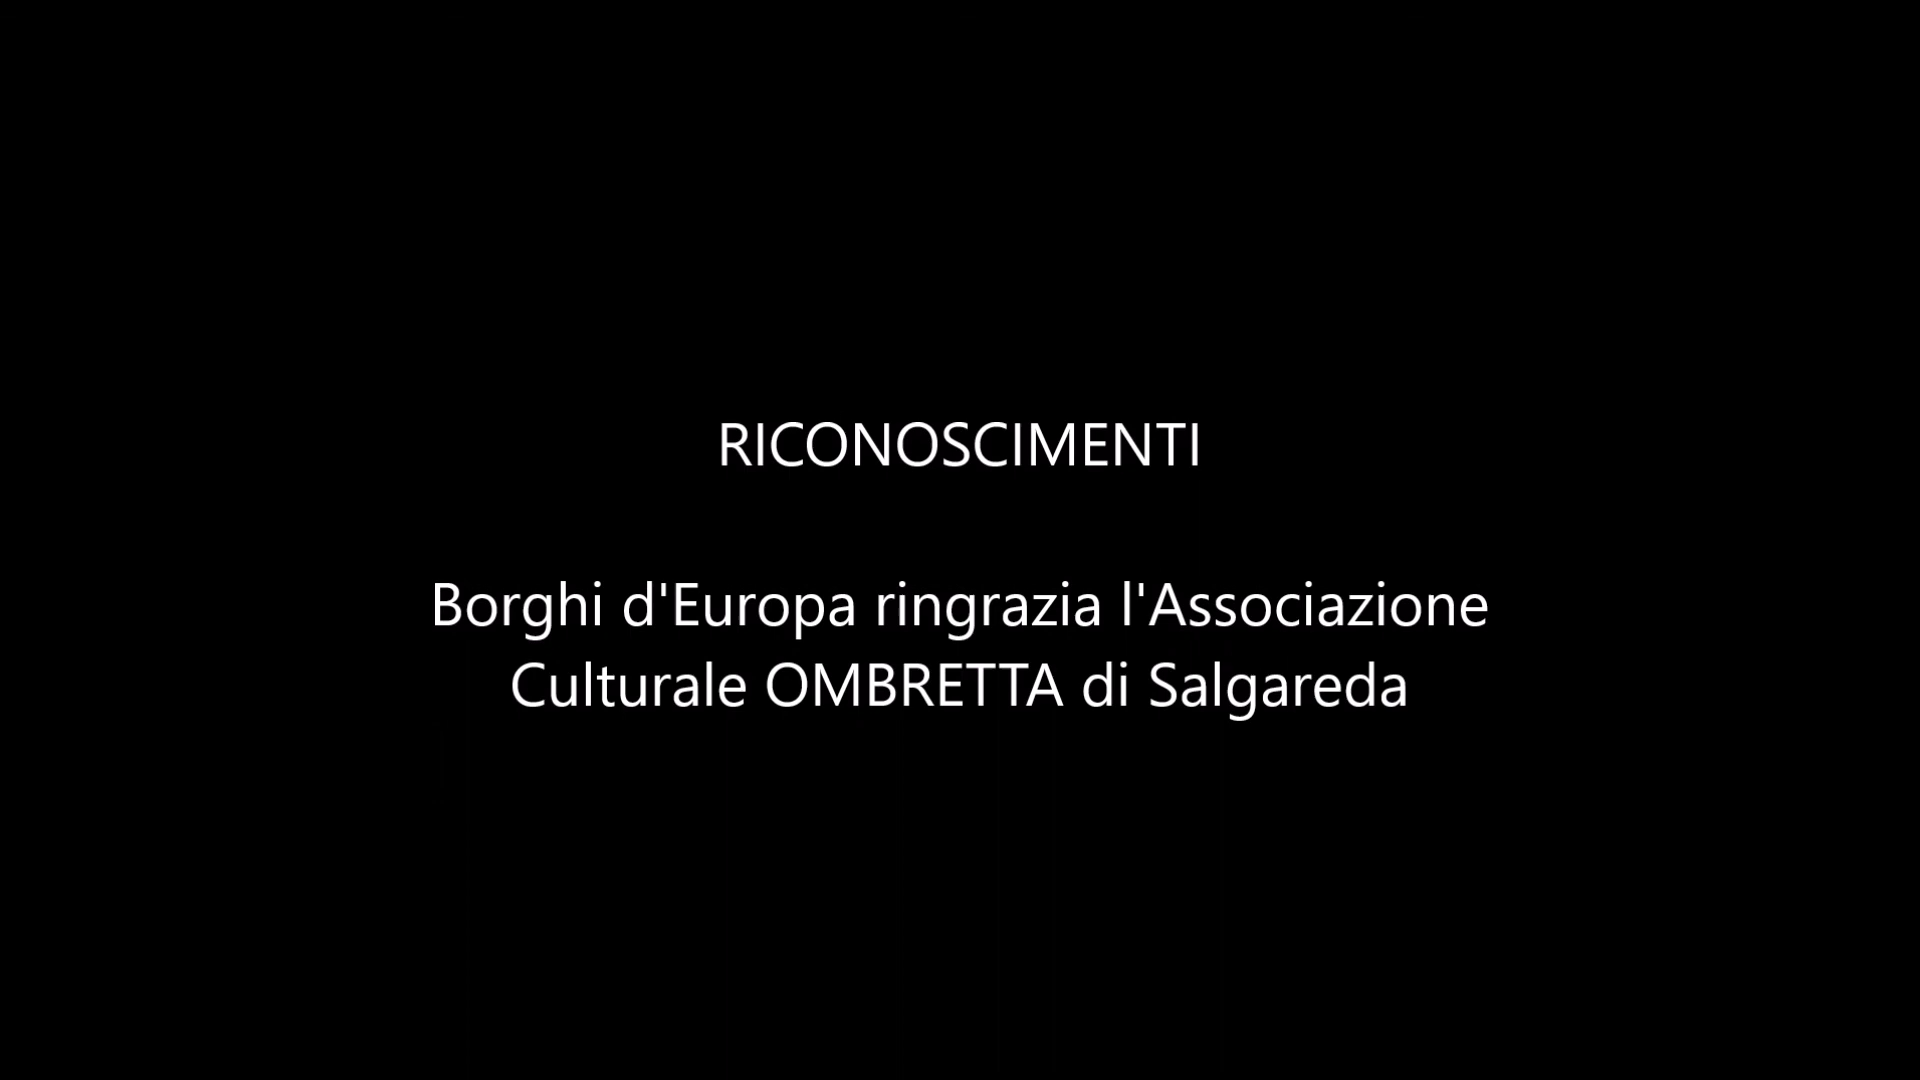 RICONOSCIMENTI
Borghi d'Europa ringrazia l'Associazione
Culturale OMBRETTA di Salgareda